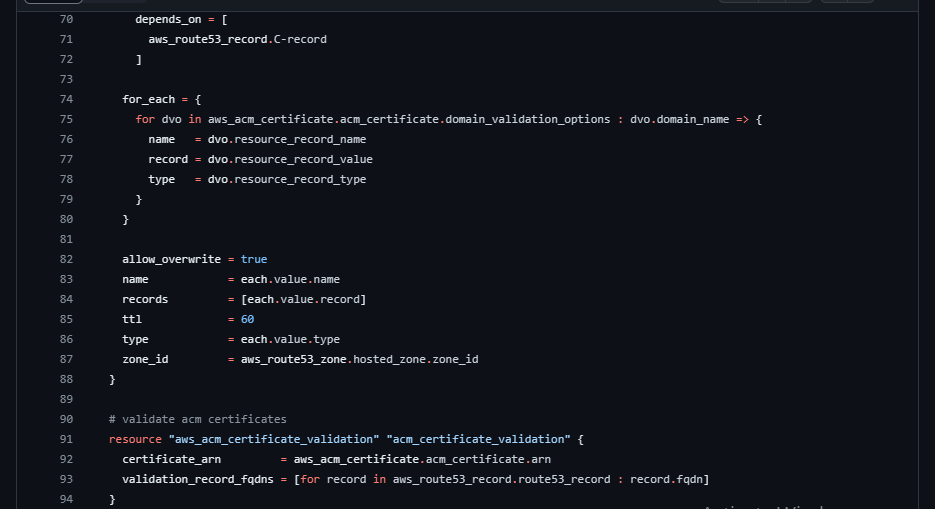 70 depends_on = [
71 aws_route53_record.C-record
72 ]
73
74 for_each = {
75 for dvo in aws_acm_certificate.acm_certificate.domain_validation_options : dvo.domain_name => {
76 name = dvo.resource_record_name
77 record = dvo.resource_record_value
78 type = dvo.resource_record_type
79 }
80 }
81
82 allow_overwrite = true
83 name = each.value.name
84 records = [each.value.record]
85 ttl = 60
86 type = each.value.type
87 zone_id = aws_route53_zone.hosted_zone.zone_id
88 }
89
90 # validate acm certificates
91 resource "aws_acm_certificate_validation" "acm_certificate_validation" {
92 certificate_arn = aws_acm_certificate.acm_certificate.arn
93 validation_record_fqdns = [for record in aws_route53_record.route53_record : record.fqdn]
94 }